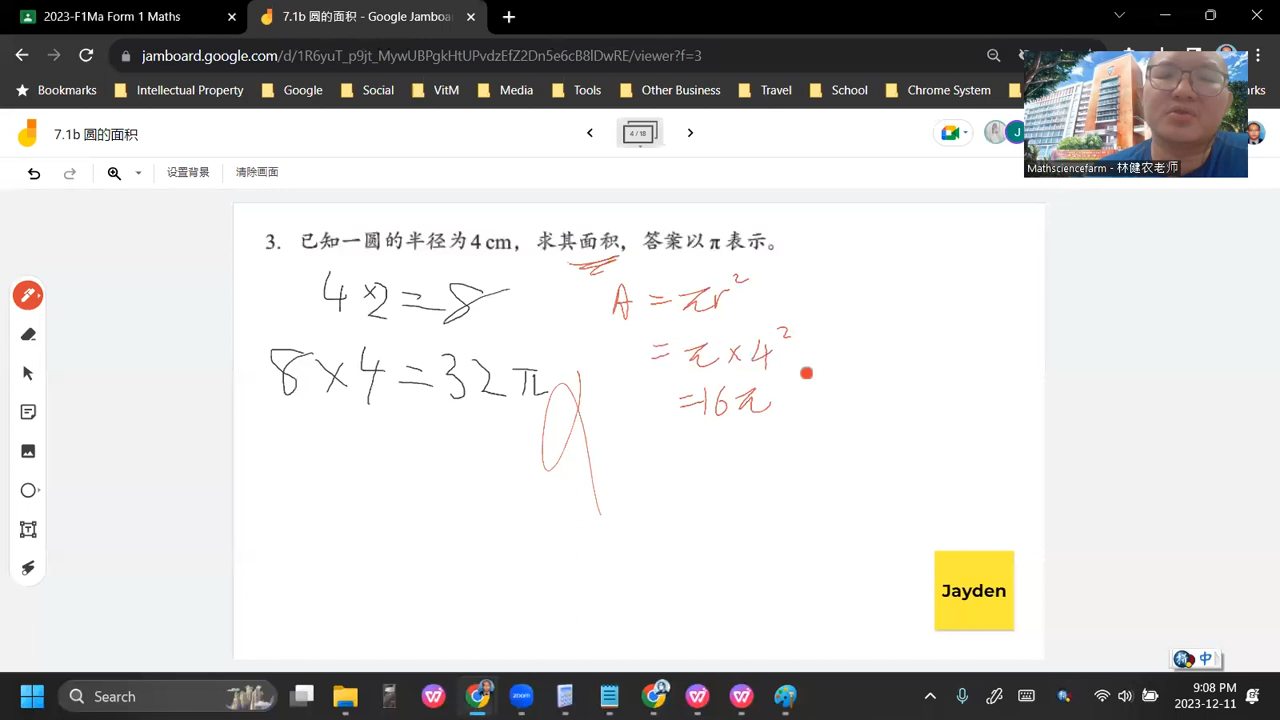 2023-F1Ma Form 1 Maths
7.1b 圆的面积 - Google Jamboa
jamboard.google.com/d/1R6yuT_p9jt_MywUBPgkHtUPvdzEfZ2Dn5e6cB8lDwRE/viewer?f=3
Bookmarks Intellectual Property Google Social VitM Media Tools Other Business Travel School Chrome System
7.1b 圆的面积
4 / 18
J
Mathsciencefarm - 林健农老师
设置背景 清除画面
3. 已知一圆的半径为4 cm，求其面积，答案以 π 表示。
4 × 2 = 8
8 × 4 = 32 π
A = πr²
= π × 4²
= 16 π
Jayden
中
Search
9:08 PM
2023-12-11